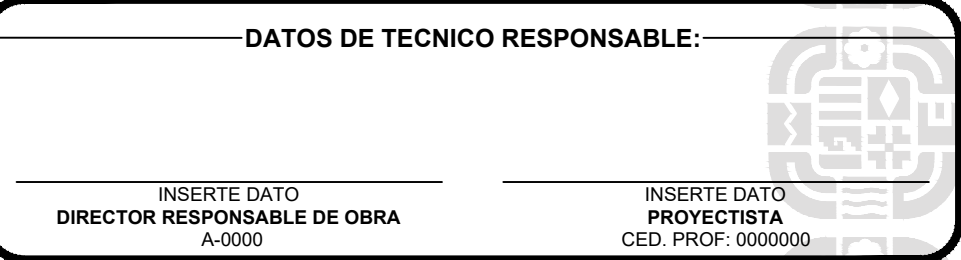 DATOS DE TECNICO RESPONSABLE:
INSERTE DATO
DIRECTOR RESPONSABLE DE OBRA
A-0000
INSERTE DATO
PROYECTISTA
CED. PROF: 0000000